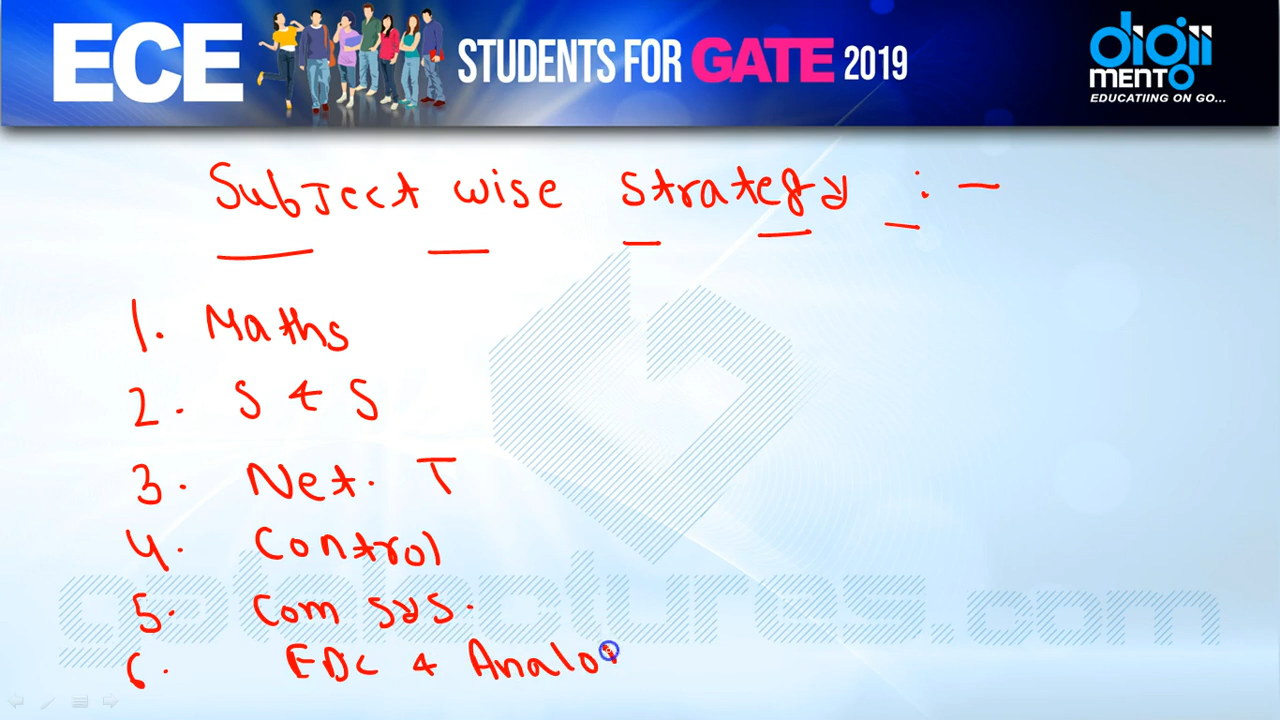 ECE STUDENTS FOR GATE 2019
digii
MENTO
EDUCATIING ON GO...
Subject wise strategy : -
1. Maths
2. S & S
3. Net. T
4. Control
5. Com sys.
6. EDC & Analo
gatelectures.com